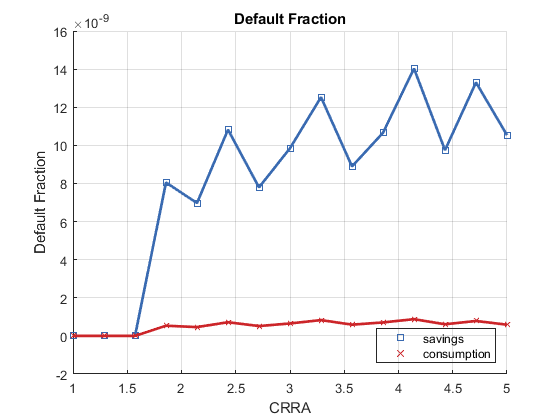 Default Fraction
×10⁻⁹
16
14
12
10
8
6
4
2
0
-2
Default Fraction
1 1.5 2 2.5 3 3.5 4 4.5 5
CRRA
savings
consumption